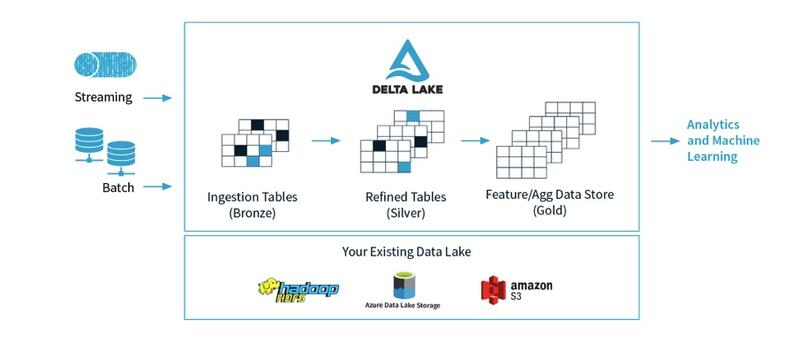 DELTA LAKE
Streaming
Batch
Ingestion Tables
(Bronze)
Refined Tables
(Silver)
Feature/Agg Data Store
(Gold)
Analytics
and Machine
Learning
Your Existing Data Lake
hadoop
HDFS
Azure Data Lake Storage
amazon
S3